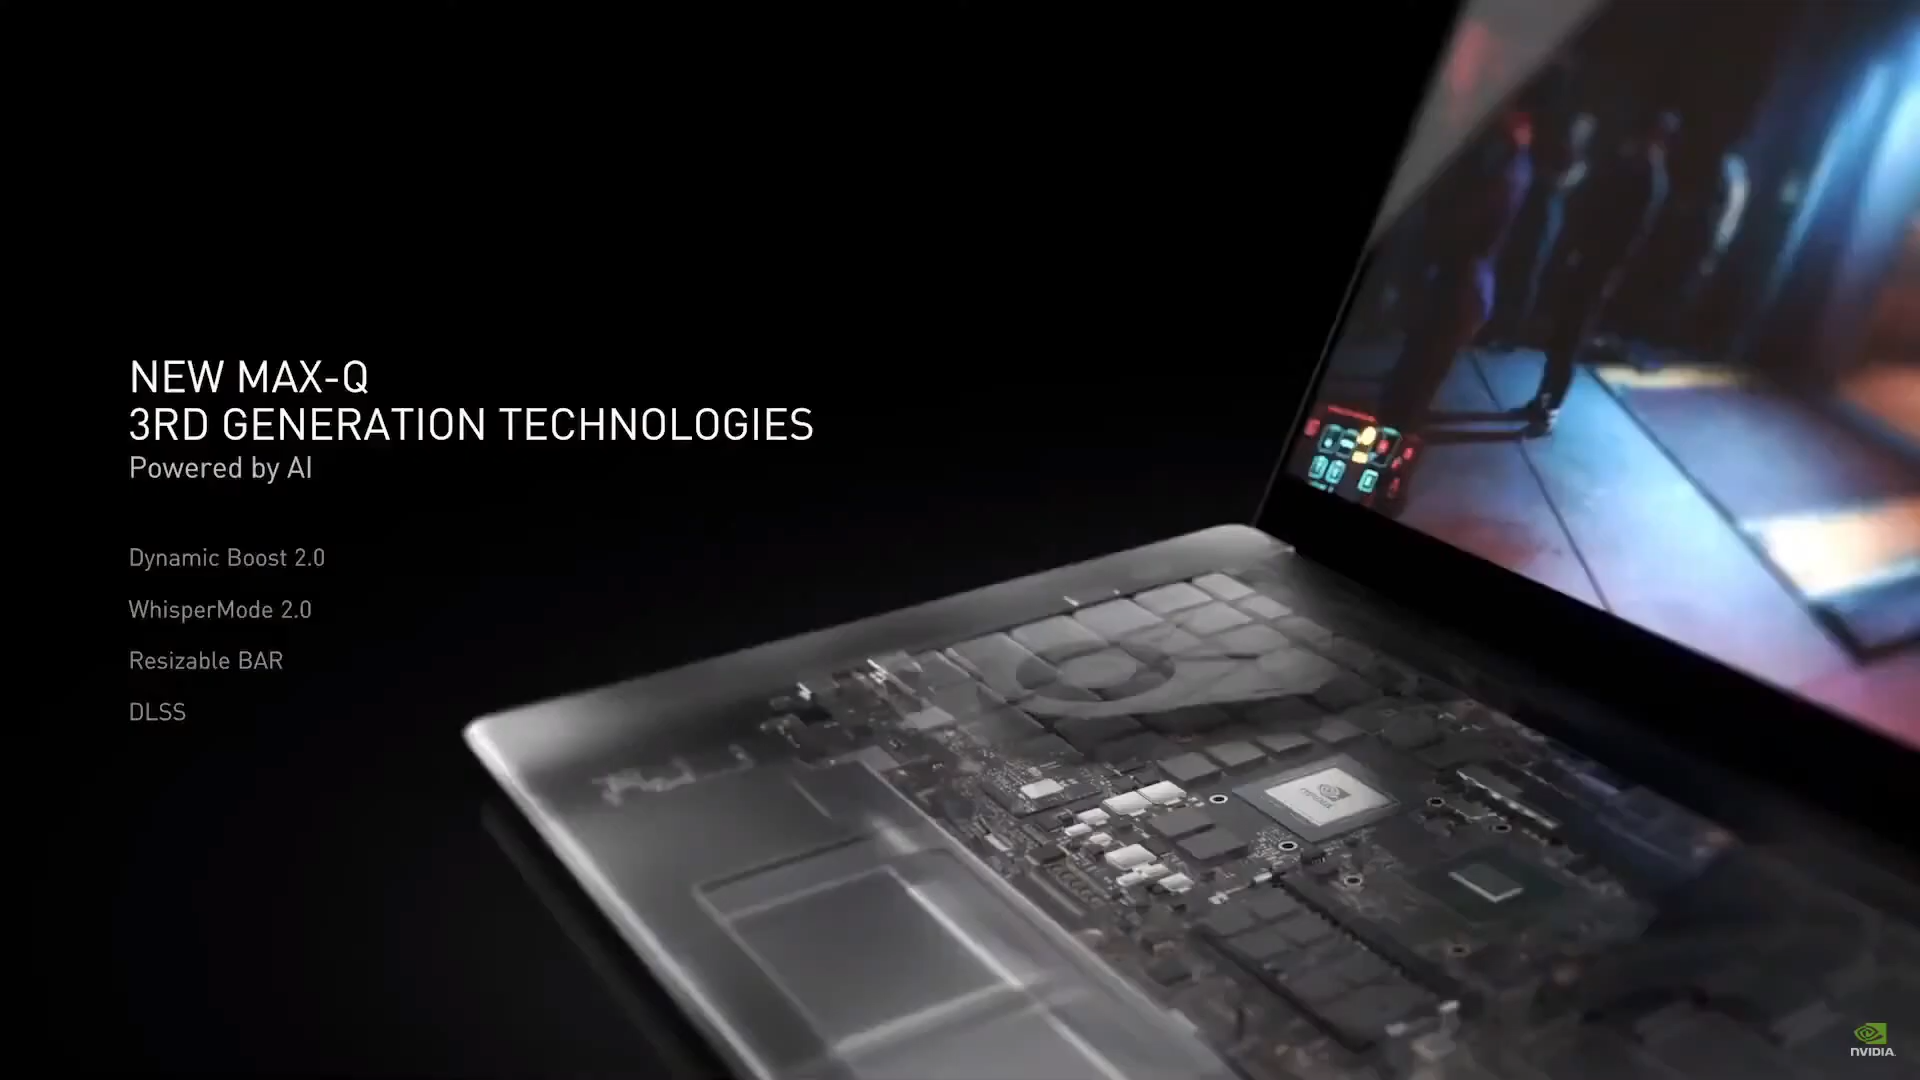 NEW MAX-Q
3RD GENERATION TECHNOLOGIES
Powered by AI
Dynamic Boost 2.0
WhisperMode 2.0
Resizable BAR
DLSS
NVIDIA
NVIDIA.